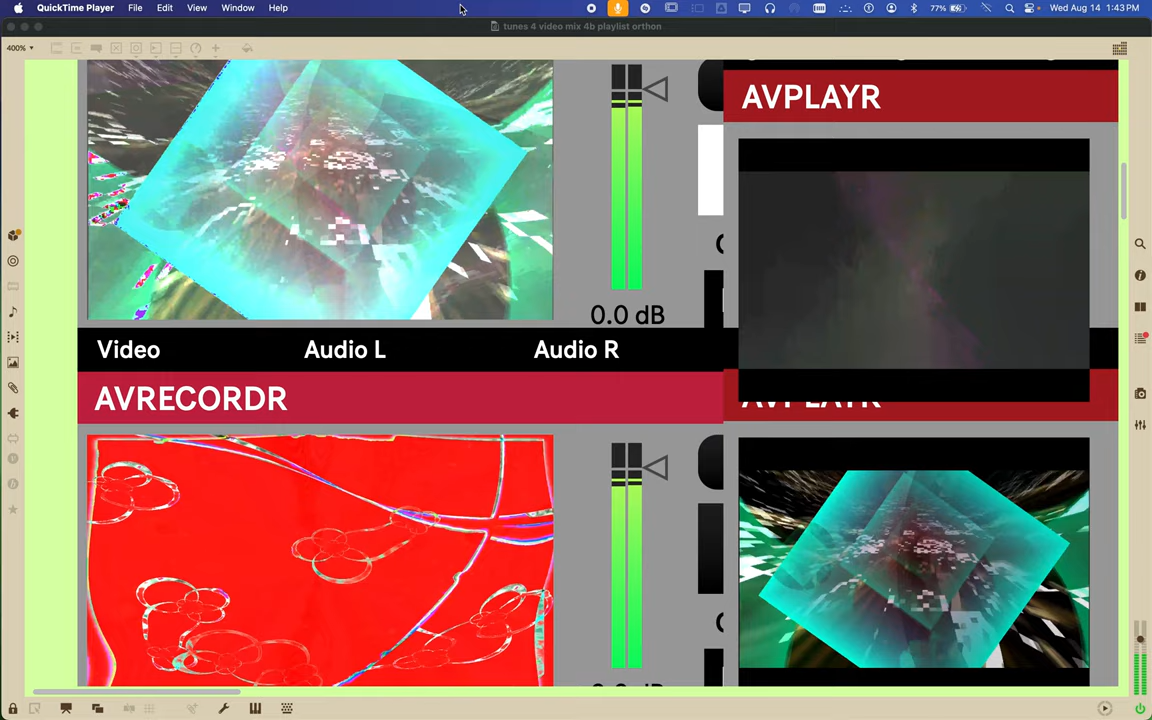 QuickTime Player File Edit View Window Help 77% Wed Aug 14 1:43 PM
tunes 4 video mix 4b playlist orthon
400%
AVPLAYR
0.0 dB
Video Audio L Audio R
AVRECORDR